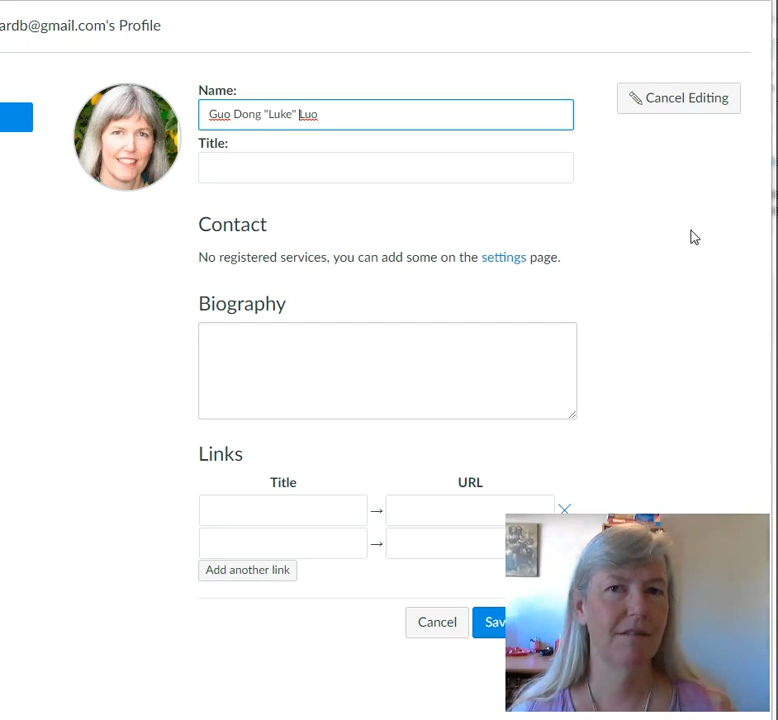 ardb@gmail.com's Profile
Name:
Cancel Editing
Guo Dong "Luke" Luo
Title:
Contact
No registered services, you can add some on the settings page.
Biography
Links
Title URL
→
→
Add another link
Cancel Sav